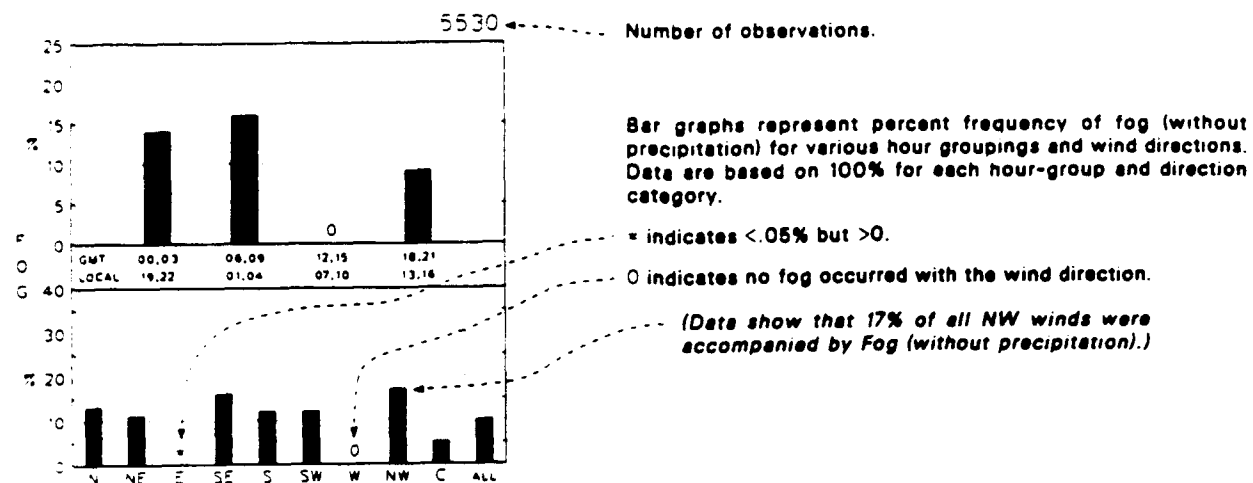 5530
Number of observations.
25
20
15
%
10
5
0
0
Bar graphs represent percent frequency of fog (without
precipitation) for various hour groupings and wind directions.
Data are based on 100% for each hour-group and direction
category.
* indicates <.05% but >0.
0 indicates no fog occurred with the wind direction.
(Data show that 17% of all NW winds were
accompanied by Fog (without precipitation).)
FOG
GMT 00,03 06,09 12,15 18,21
LOCAL 19,22 01,04 07,10 13,16
40
30
%
20
10
0
*
0
N NE E SE S SW W NW C ALL